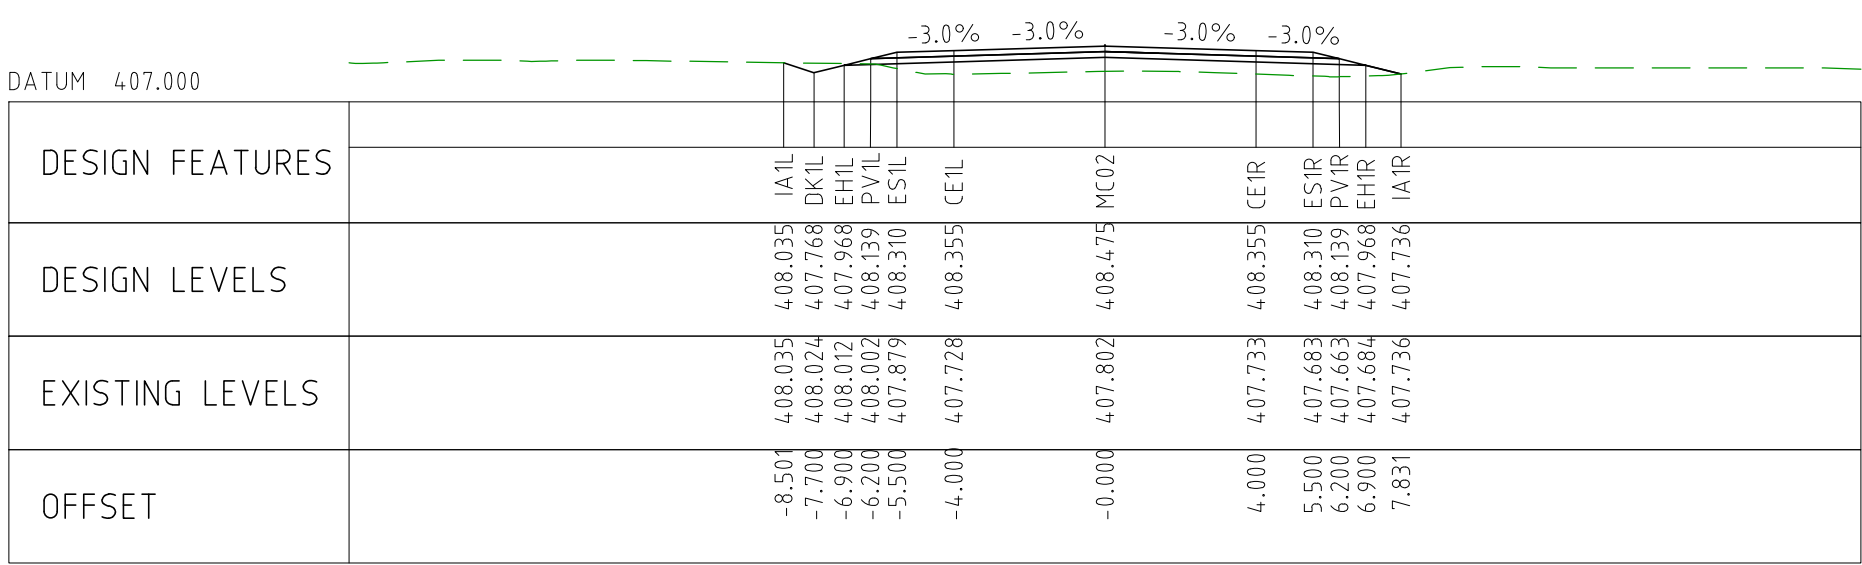 -3.0% -3.0% -3.0% -3.0%
DATUM 407.000
DESIGN FEATURES IA1L DK1L EH1L PV1L ES1L CE1L MC02 CE1R ES1R PV1R EH1R IA1R
DESIGN LEVELS 408.035 407.768 407.968 408.139 408.310 408.355 408.475 408.355 408.310 408.139 407.968 407.736
EXISTING LEVELS 408.035 408.024 408.012 408.002 407.879 407.728 407.802 407.733 407.683 407.663 407.684 407.736
OFFSET -8.501 -7.700 -6.900 -6.200 -5.500 -4.000 -0.000 4.000 5.500 6.200 6.900 7.831